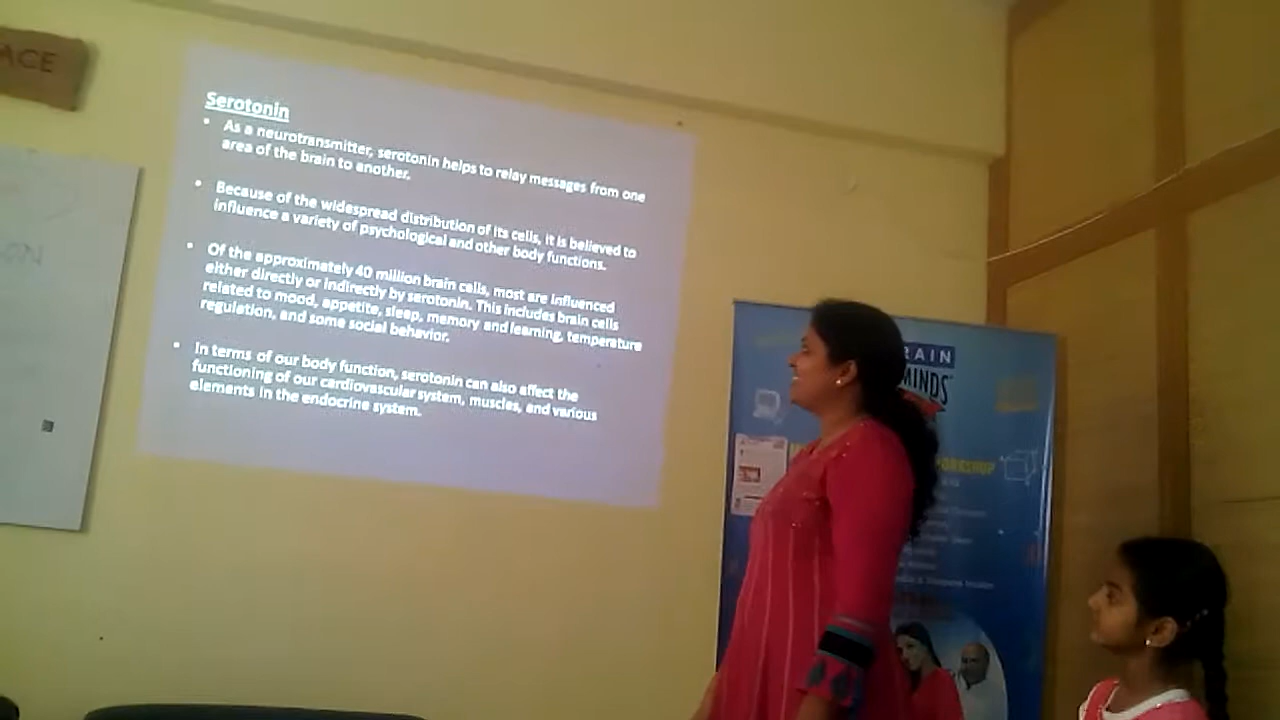 ACE
Serotonin
• As a neurotransmitter, serotonin helps to relay messages from one
area of the brain to another.
• Because of the widespread distribution of its cells, it is believed to
influence a variety of psychological and other body functions.
• Of the approximately 40 million brain cells, most are influenced
either directly or indirectly by serotonin. This includes brain cells
related to mood, appetite, sleep, memory and learning, temperature
regulation, and some social behavior.
• In terms of our body function, serotonin can also affect the
functioning of our cardiovascular system, muscles, and various
elements in the endocrine system.
RAIN
MINDS
ORKSHOP